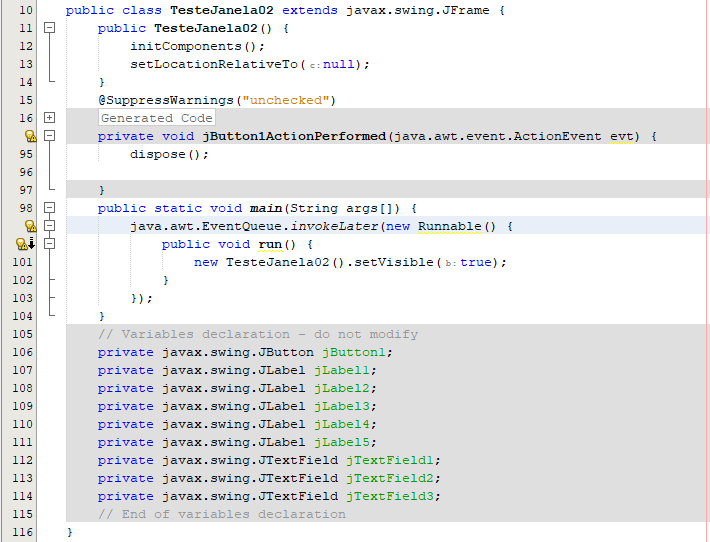 10 public class TesteJanela02 extends javax.swing.JFrame {
11 public TesteJanela02() {
12 initComponents();
13 setLocationRelativeTo(c:null);
14 }
15 @SuppressWarnings("unchecked")
16 Generated Code
private void jButton1ActionPerformed(java.awt.event.ActionEvent evt) {
95 dispose();
96
97 }
98 public static void main(String args[]) {
java.awt.EventQueue.invokeLater(new Runnable() {
public void run() {
101 new TesteJanela02().setVisible(b:true);
102 }
103 });
104 }
105 // Variables declaration - do not modify
106 private javax.swing.JButton jButton1;
107 private javax.swing.JLabel jLabel1;
108 private javax.swing.JLabel jLabel2;
109 private javax.swing.JLabel jLabel3;
110 private javax.swing.JLabel jLabel4;
111 private javax.swing.JLabel jLabel5;
112 private javax.swing.JTextField jTextField1;
113 private javax.swing.JTextField jTextField2;
114 private javax.swing.JTextField jTextField3;
115 // End of variables declaration
116 }